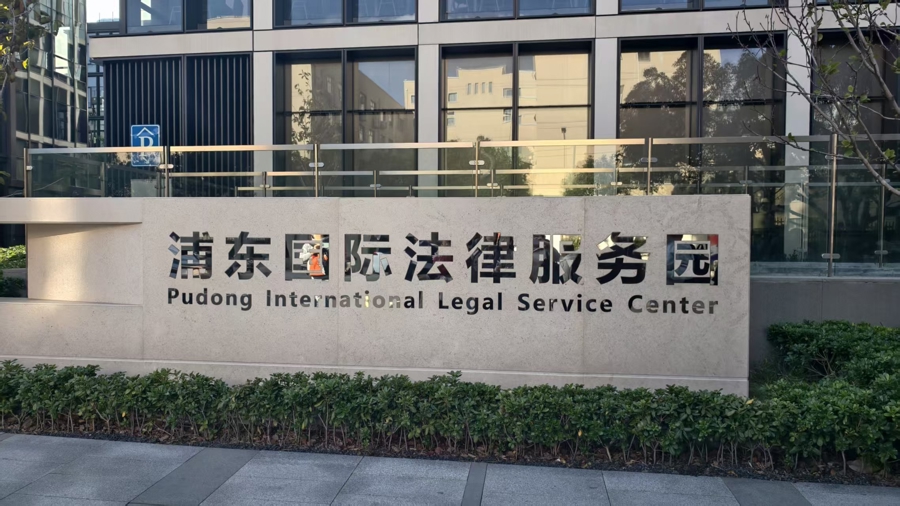 P
浦东国际法律服务园
Pudong International Legal Service Center